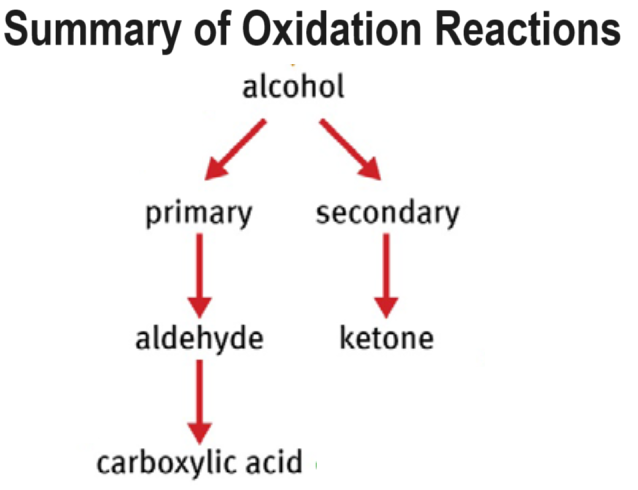 Summary of Oxidation Reactions
alcohol
primary secondary
aldehyde ketone
carboxylic acid